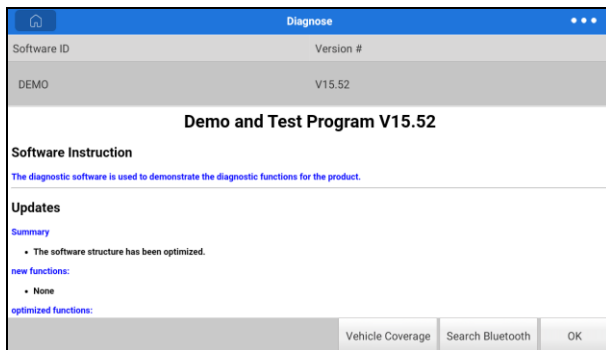 Diagnose
Software ID Version #
DEMO V15.52
Demo and Test Program V15.52
Software Instruction
The diagnostic software is used to demonstrate the diagnostic functions for the product.
Updates
Summary
• The software structure has been optimized.
new functions:
• None
optimized functions:
Vehicle Coverage Search Bluetooth OK